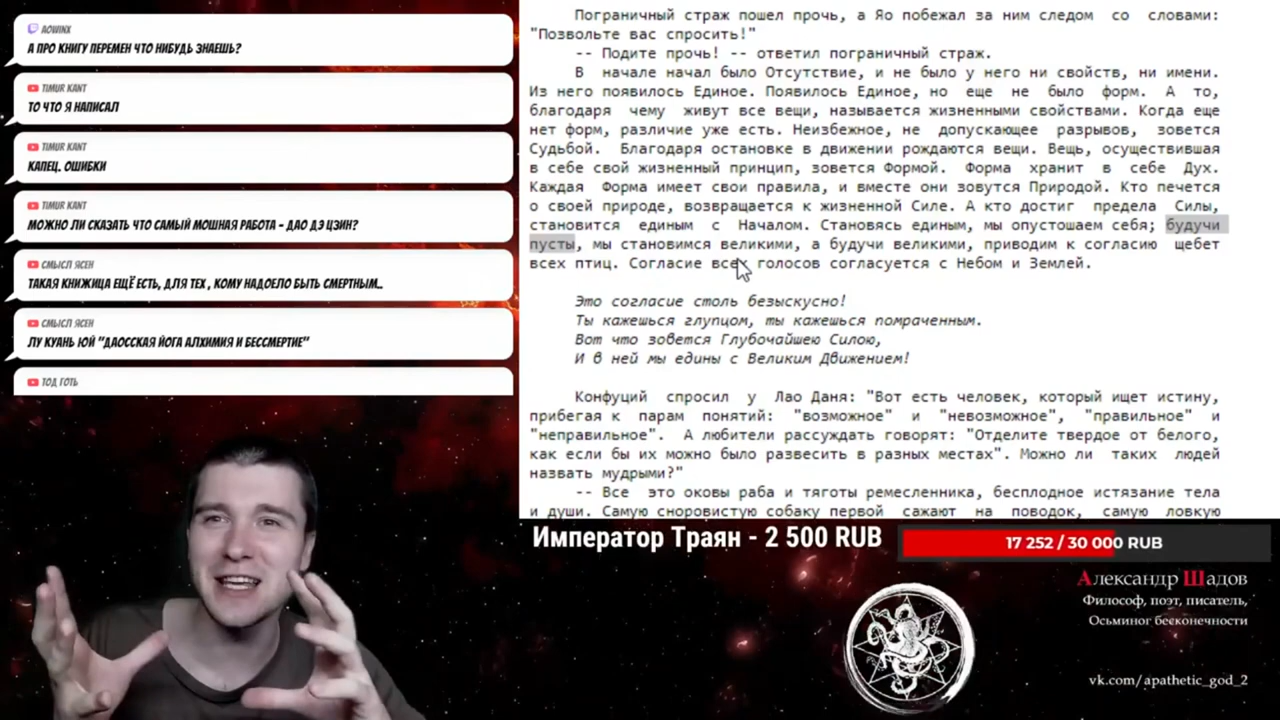 AOWINX
А ПРО КНИГУ ПЕРЕМЕН ЧТО НИБУДЬ ЗНАЕШЬ?
TIMUR KANT
ТО ЧТО Я НАПИСАЛ
TIMUR KANT
КАПЕЦ. ОШИБКИ
TIMUR KANT
МОЖНО ЛИ СКАЗАТЬ ЧТО САМЫЙ МОШНАЯ РАБОТА - ДАО ДЭ ЦЗИН?
СМЫСЛ ЯСЕН
ТАКАЯ КНИЖИЦА ЕЩЁ ЕСТЬ, ДЛЯ ТЕХ , КОМУ НАДОЕЛО БЫТЬ СМЕРТНЫМ..
СМЫСЛ ЯСЕН
ЛУ КУАНЬ ЮЙ "ДАОССКАЯ ЙОГА АЛХИМИЯ И БЕССМЕРТИЕ"
ТОД ГОТЬ
Пограничный страж пошел прочь, а Яо побежал за ним следом со словами:
"Позвольте вас спросить!"
-- Подите прочь! -- ответил пограничный страж.
В начале начал было Отсутствие, и не было у него ни свойств, ни имени.
Из него появилось Единое. Появилось Единое, но еще не было форм. А то,
благодаря чему живут все вещи, называется жизненными свойствами. Когда еще
нет форм, различие уже есть. Неизбежное, не допускающее разрывов, зовется
Судьбой. Благодаря остановке в движении рождаются вещи. Вещь, осуществившая
в себе свой жизненный принцип, зовется Формой. Форма хранит в себе Дух.
Каждая Форма имеет свои правила, и вместе они зовутся Природой. Кто печется
о своей природе, возвращается к жизненной Силе. А кто достиг предела Силы,
становится единым с Началом. Становясь единым, мы опустошаем себя; будучи
пусты, мы становимся великими, а будучи великими, приводим к согласию щебет
всех птиц. Согласие всех голосов согласуется с Небом и Землей.
Это согласие столь безыскусно!
Ты кажешься глупцом, ты кажешься помраченным.
Вот что зовется Глубочайшею Силою,
И в ней мы едины с Великим Движением!
Конфуций спросил у Лао Даня: "Вот есть человек, который ищет истину,
прибегая к парам понятий: "возможное" и "невозможное", "правильное" и
"неправильное". А любители рассуждать говорят: "Отделите твердое от белого,
как если бы их можно было развесить в разных местах". Можно ли таких людей
назвать мудрыми?"
-- Все это оковы раба и тяготы ремесленника, бесплодное истязание тела
и души. Самую сноровистую собаку первой сажают на поводок, самую ловкую
Император Траян - 2 500 RUB
17 252 / 30 000 RUB
Александр Шадов
Философ, поэт, писатель,
Осьминог бесконечности
vk.com/apathetic_god_2